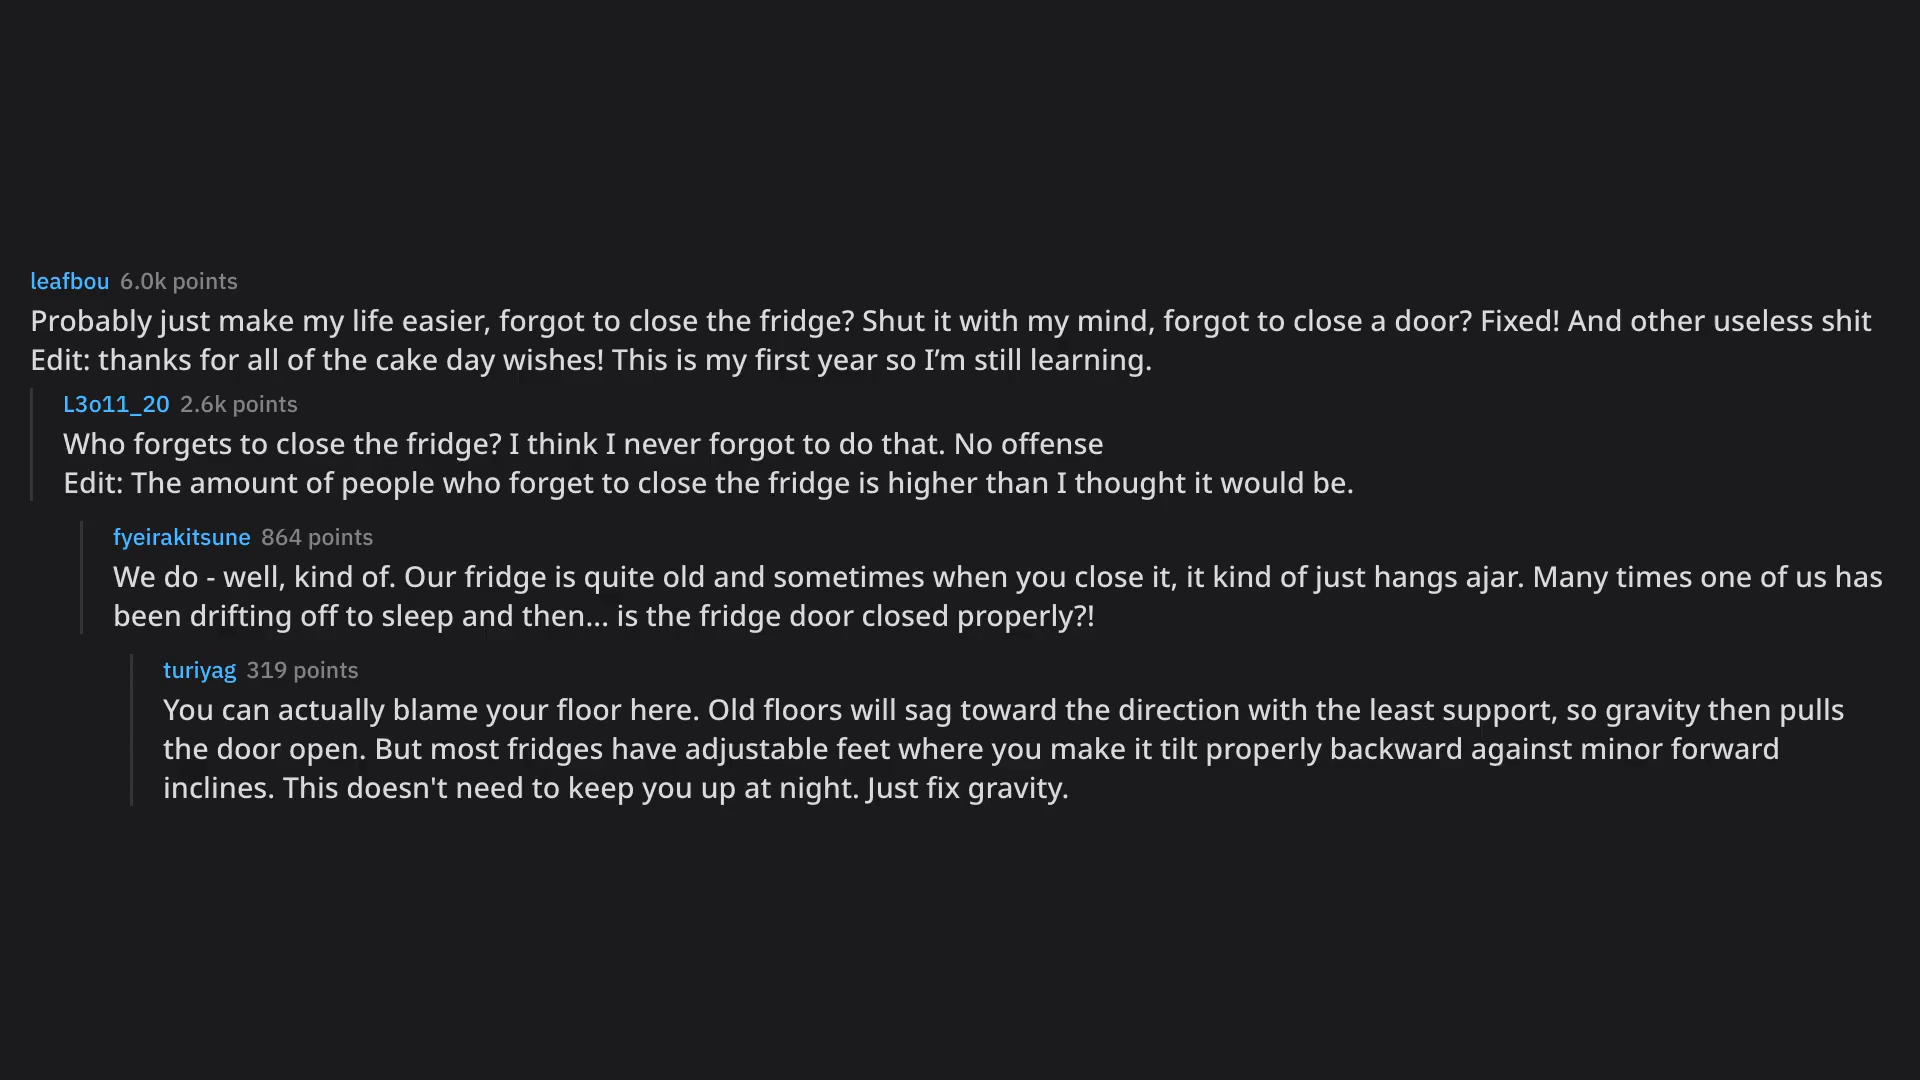 leafbou 6.0k points
Probably just make my life easier, forgot to close the fridge? Shut it with my mind, forgot to close a door? Fixed! And other useless shit
Edit: thanks for all of the cake day wishes! This is my first year so I’m still learning.
L3o11_20 2.6k points
Who forgets to close the fridge? I think I never forgot to do that. No offense
Edit: The amount of people who forget to close the fridge is higher than I thought it would be.
fyeirakitsune 864 points
We do - well, kind of. Our fridge is quite old and sometimes when you close it, it kind of just hangs ajar. Many times one of us has
been drifting off to sleep and then... is the fridge door closed properly?!
turiyag 319 points
You can actually blame your floor here. Old floors will sag toward the direction with the least support, so gravity then pulls
the door open. But most fridges have adjustable feet where you make it tilt properly backward against minor forward
inclines. This doesn't need to keep you up at night. Just fix gravity.